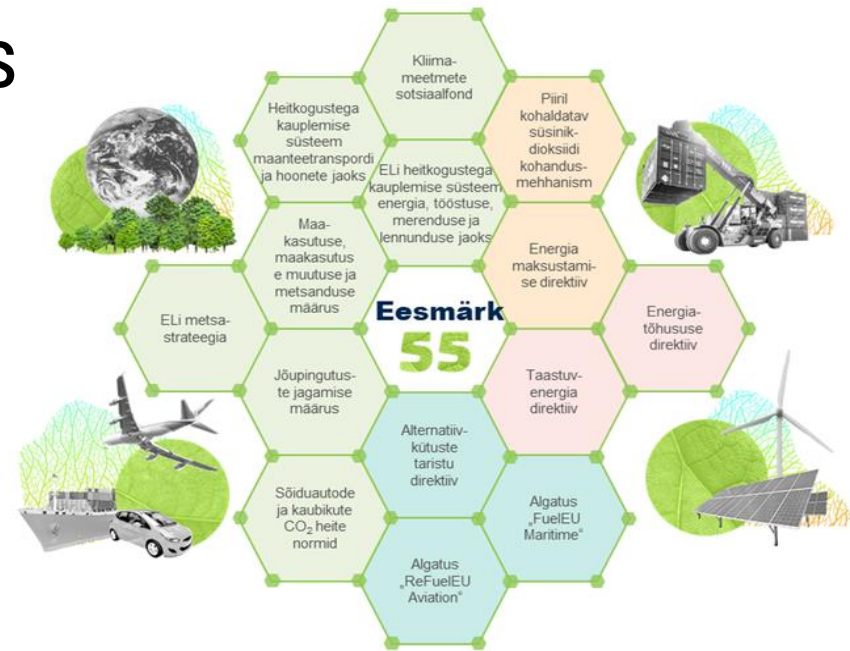 s
Kliima-
meetmete
sotsiaalfond
Heitkogustega
kauplemise
süsteem
maanteetranspordi
ja hoonete jaoks
Piiril
kohaldatav
süsinik-
dioksiidi
kohandus-
mehhanism
ELi heitkogustega
kauplemise süsteem
energia, tööstuse,
merenduse ja
lennunduse jaoks
Maa-
kasutuse,
maakasutus
e muutuse ja
metsanduse
määrus
Energia
maksustami-
se direktiiv
ELi metsa-
strateegia
Eesmärk
55
Energia-
tõhususe
direktiiv
Jõupingutus-
te jagamise
määrus
Taastuv-
energia
direktiiv
Alternatiiv-
kütuste
taristu
direktiiv
Sõiduautode
ja kaubikute
CO₂ heite
normid
Algatus
„FuelEU
Maritime“
Algatus
„ReFuelEU
Aviation“